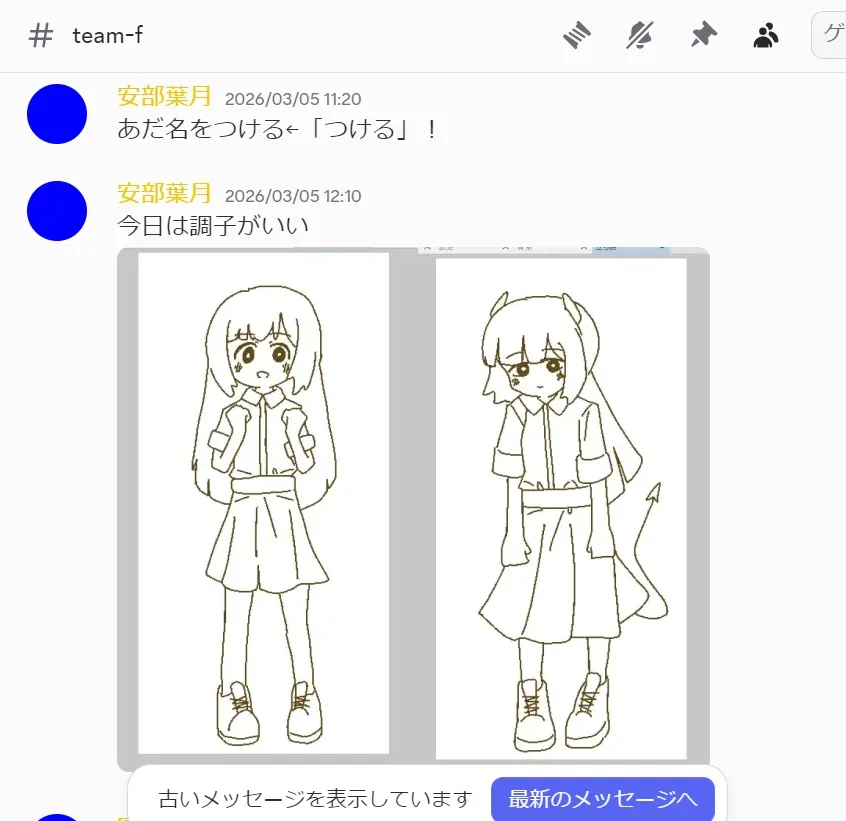 # team-f
ゲ
安部葉月 2026/03/05 11:20
あだ名をつける←「つける」！
安部葉月 2026/03/05 12:10
今日は調子がいい
古いメッセージを表示しています
最新のメッセージへ